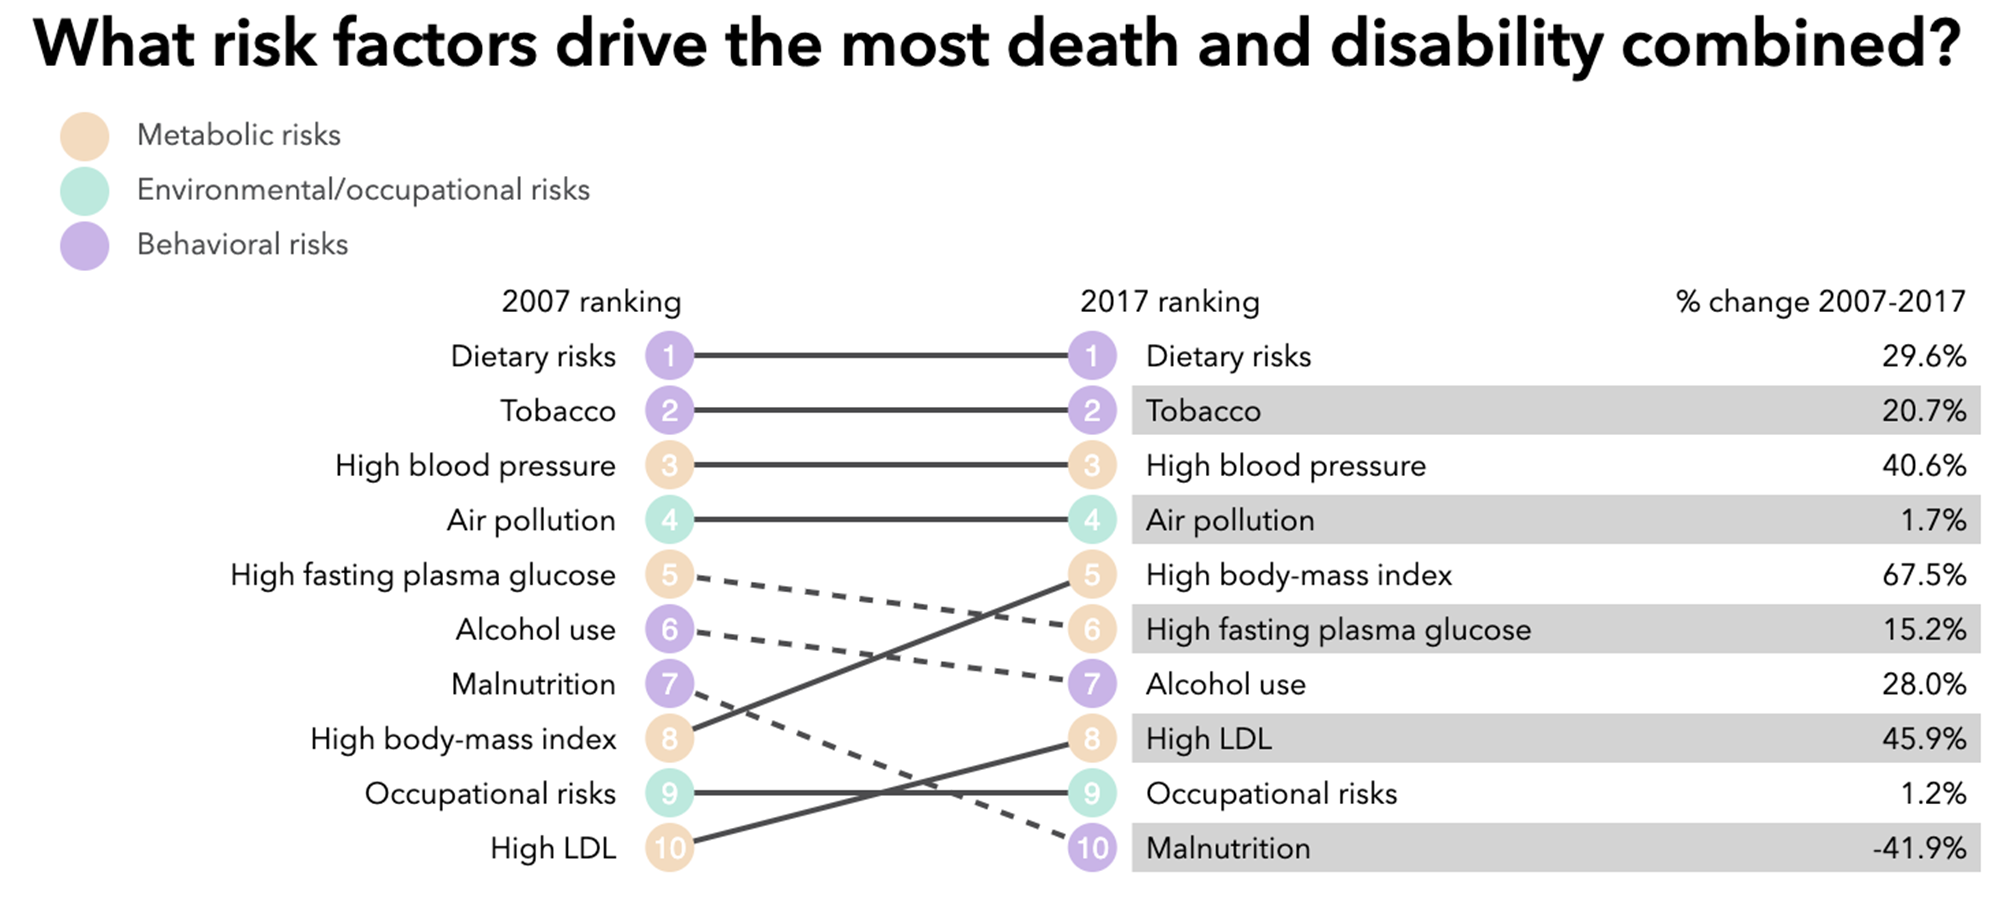 What risk factors drive the most death and disability combined?
Metabolic risks
Environmental/occupational risks
Behavioral risks
2007 ranking 2017 ranking % change 2007-2017
Dietary risks 1 1 Dietary risks 29.6%
Tobacco 2 2 Tobacco 20.7%
High blood pressure 3 3 High blood pressure 40.6%
Air pollution 4 4 Air pollution 1.7%
High fasting plasma glucose 5 5 High body-mass index 67.5%
Alcohol use 6 6 High fasting plasma glucose 15.2%
Malnutrition 7 7 Alcohol use 28.0%
High body-mass index 8 8 High LDL 45.9%
Occupational risks 9 9 Occupational risks 1.2%
High LDL 10 10 Malnutrition -41.9%